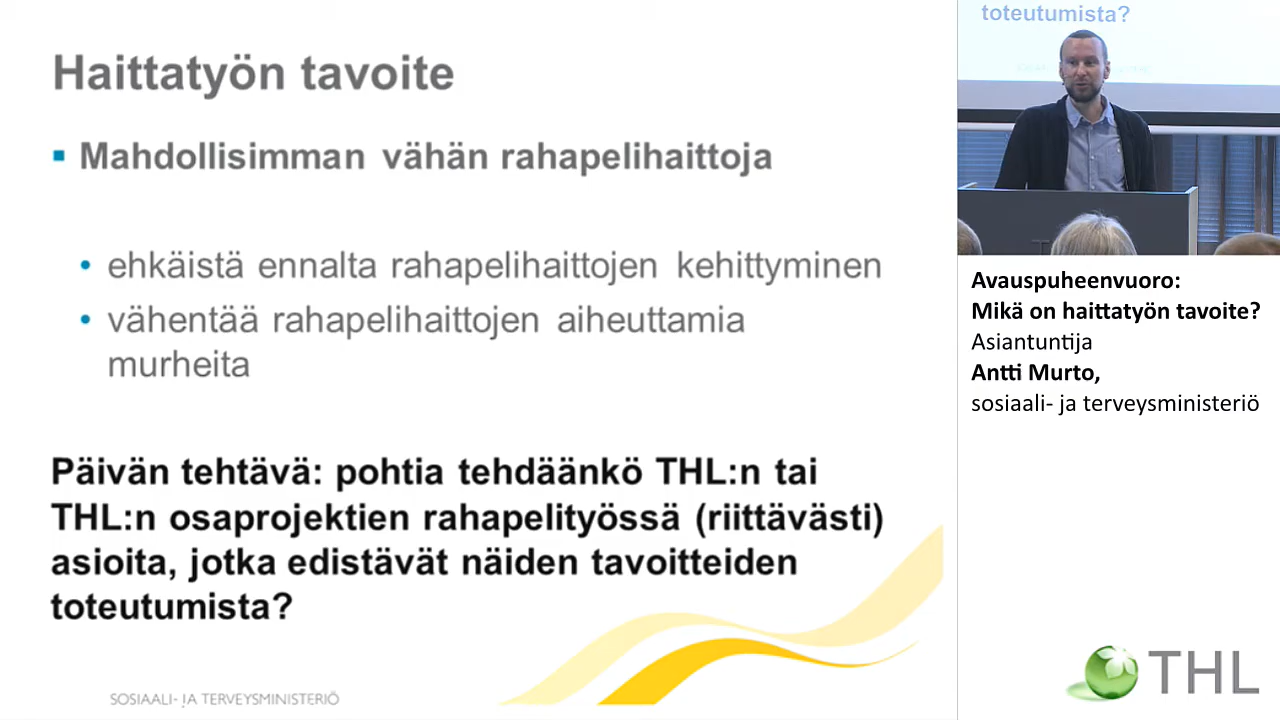 Haittatyön tavoite
Mahdollisimman vähän rahapelihaittoja
ehkäistä ennalta rahapelihaittojen kehittyminen
vähentää rahapelihaittojen aiheuttamia
murheita
Päivän tehtävä: pohtia tehdäänkö THL:n tai
THL:n osaprojektien rahapelityössä (riittävästi)
asioita, jotka edistävät näiden tavoitteiden
toteutumista?
SOSIAALI- JA TERVEYSMINISTERIÖ
toteutumista?
Avauspuheenvuoro:
Mikä on haittatyön tavoite?
Asiantuntija
Antti Murto,
sosiaali- ja terveysministeriö
THL